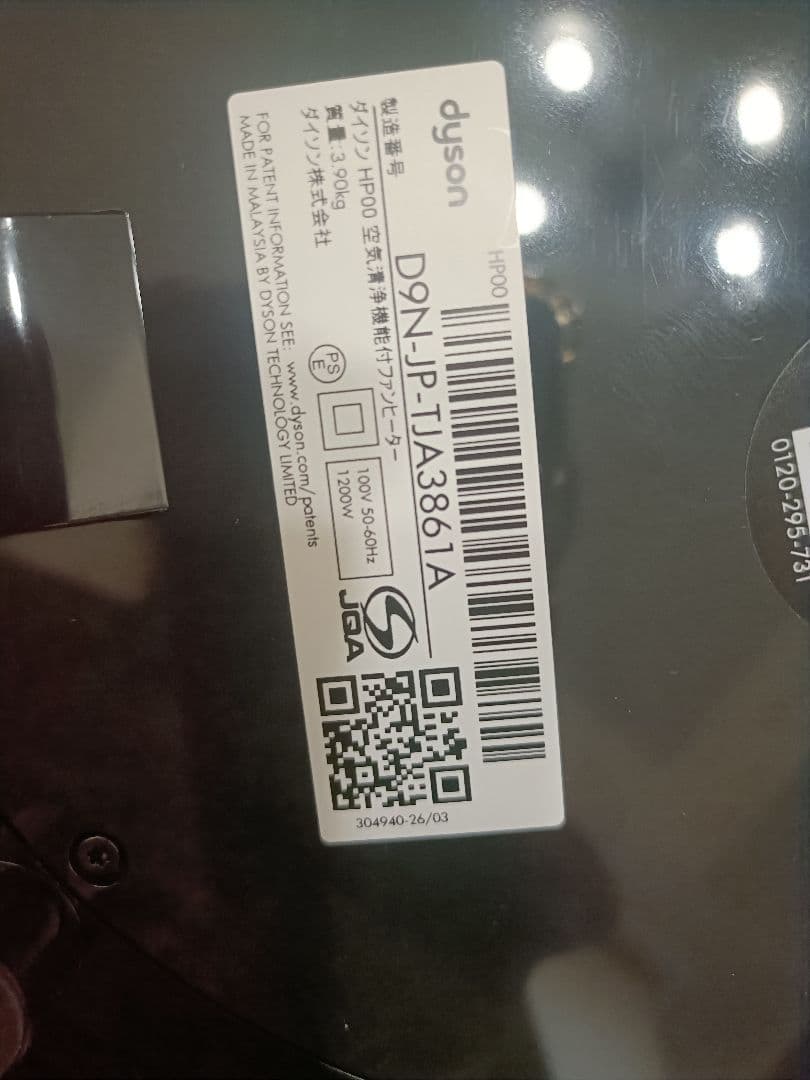 dyson
HP00
製造番号
D9N-JP-TJA3861A
ダイソン HP00 空気清浄機能付ファンヒーター
質量:3.90kg
ダイソン株式会社
PS
E
100V 50-60Hz
1200W
JQA
FOR PATENT INFORMATION SEE: www.dyson.com/patents
MADE IN MALAYSIA BY DYSON TECHNOLOGY LIMITED
304940-26/03
0120-295-731